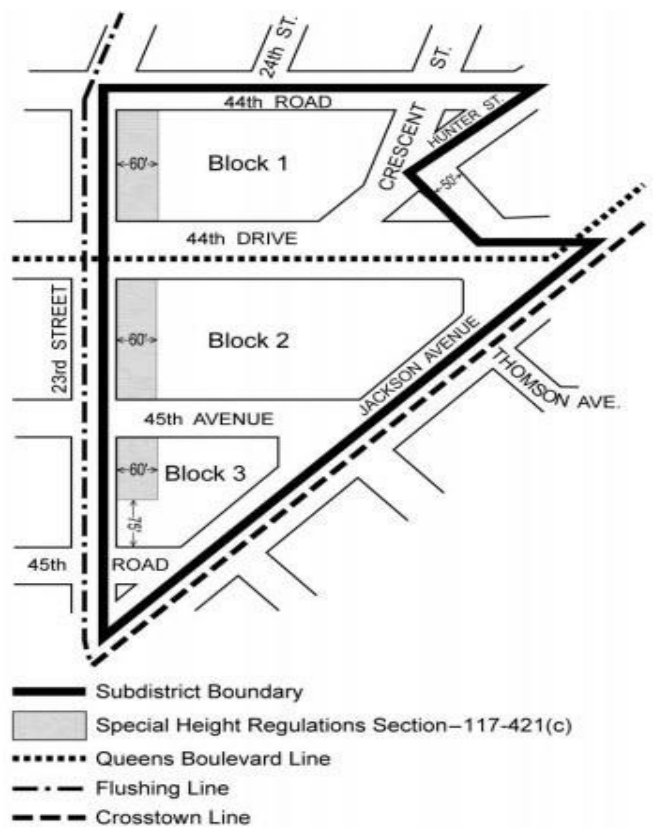 24th ST.
ST.
44th ROAD
HUNTER ST.
CRESCENT
60'
Block 1
50'
44th DRIVE
23rd STREET
60'
Block 2
JACKSON AVENUE
THOMSON AVE.
45th AVENUE
60'
Block 3
75'
45th ROAD
Subdistrict Boundary
Special Height Regulations Section–117-421(c)
Queens Boulevard Line
Flushing Line
Crosstown Line